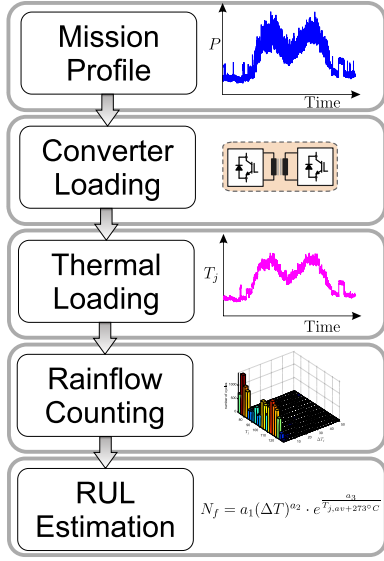 Mission
Profile
P
Time
Converter
Loading
Thermal
Loading
T_j
Time
Rainflow
Counting
RUL
Estimation
N_f = a_1(ΔT)^{a_2} · e^{\frac{a_3}{T_{j,av+273°C}}}